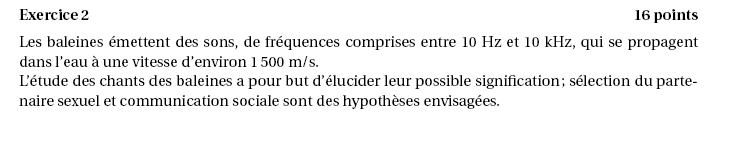 Exercice 2 16 points
Les baleines émettent des sons, de fréquences comprises entre 10 Hz et 10 kHz, qui se propagent
dans l'eau à une vitesse d'environ 1 500 m/s.
L'étude des chants des baleines a pour but d'élucider leur possible signification; sélection du parte-
naire sexuel et communication sociale sont des hypothèses envisagées.